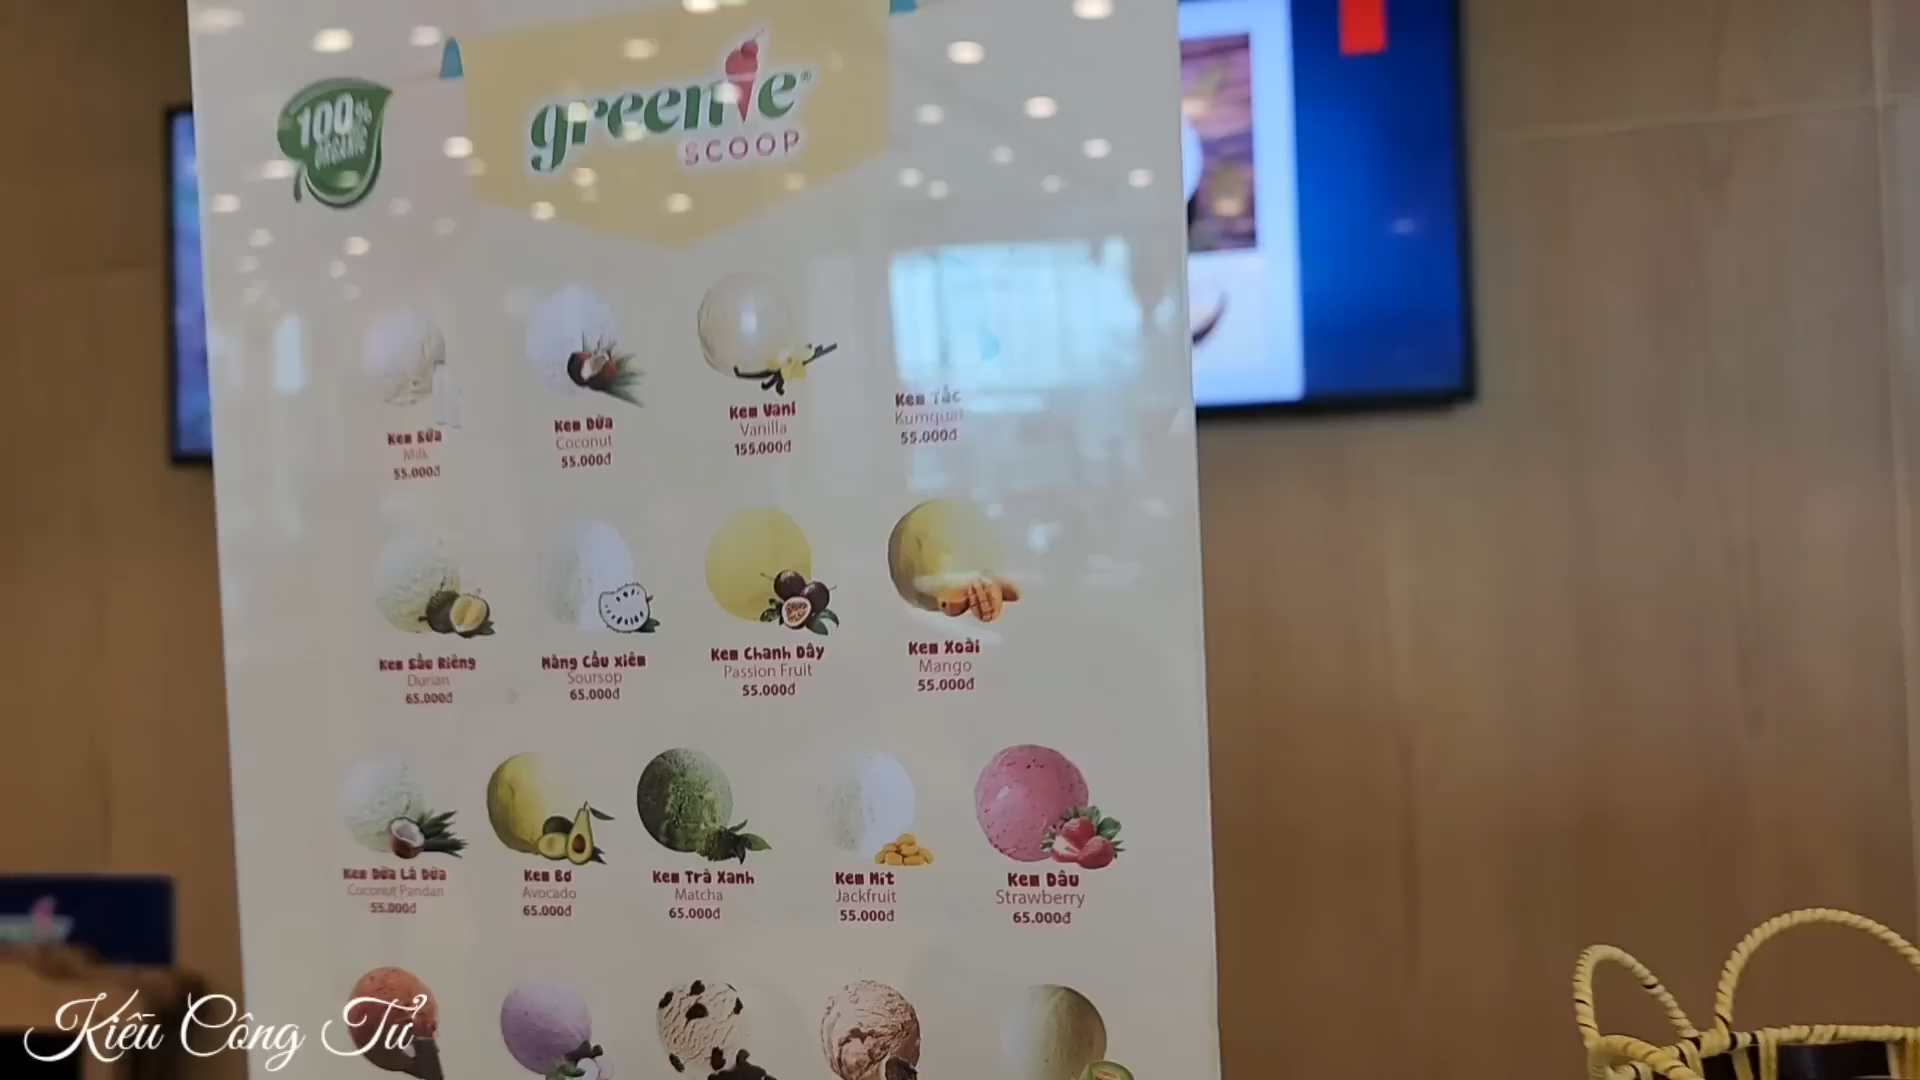 100%
ORGANIC
greenie®
SCOOP
Kem Sữa
Milk
55.000đ
Kem Dừa
Coconut
55.000đ
Kem Vani
Vanilla
155.000đ
Kem Tắc
Kumquat
55.000đ
Kem Sầu Riêng
Durian
65.000đ
Mãng Cầu Xiêm
Soursop
65.000đ
Kem Chanh Dây
Passion Fruit
55.000đ
Kem Xoài
Mango
55.000đ
Kem Dừa Lá Dứa
Coconut Pandan
55.000đ
Kem Bơ
Avocado
65.000đ
Kem Trà Xanh
Matcha
65.000đ
Kem Mít
Jackfruit
55.000đ
Kem Dâu
Strawberry
65.000đ
Kiều Công Tử